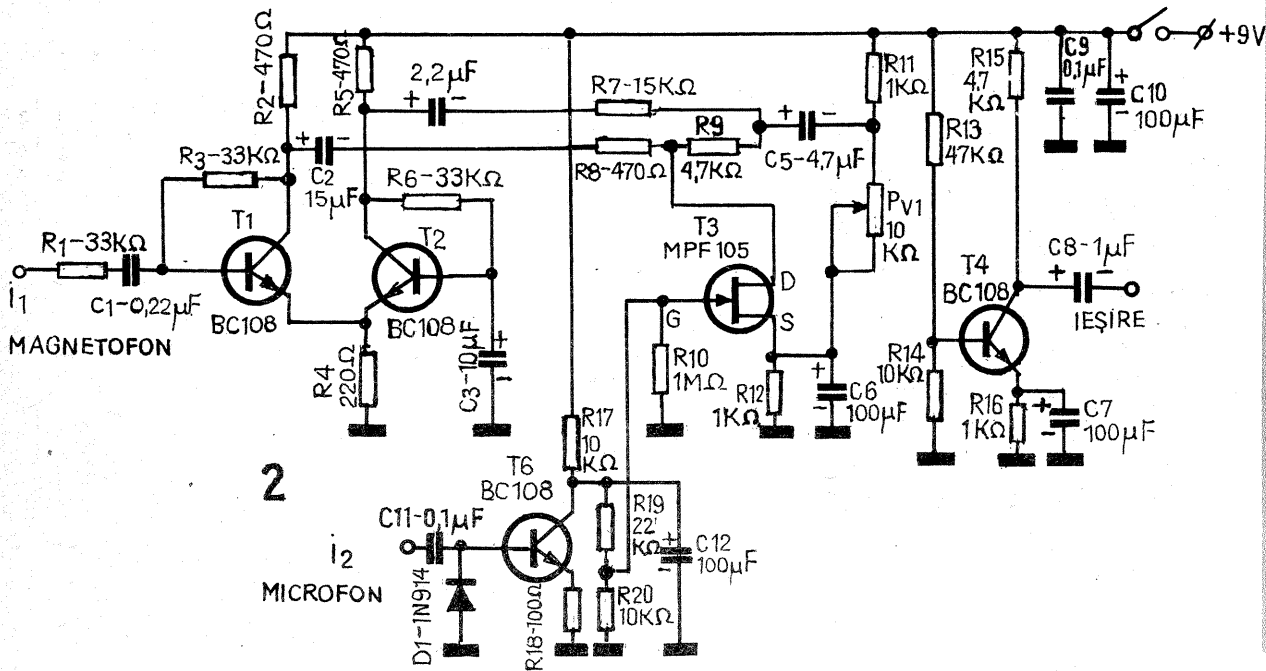 +9V
R2-470Ω
R5-470Ω
2,2µF
+ -
R7-15KΩ
R11
1KΩ
R15
4,7
KΩ
C9
0,1µF
+
C10
-
100µF
R3-33KΩ
+ -
C2
15µF
R8-470Ω
R9
4,7KΩ
+ -
C5-4,7µF
R13
47KΩ
R6-33KΩ
T1
R1-33KΩ
T2
T3
MPF105
PV1
10
KΩ
C8-1µF
+ -
T4
BC108
i1
C1-0,22µF
BC108
BC108
D
S
G
IEȘIRE
MAGNETOFON
R4
220Ω
C3-10µF
+
-
R10
1MΩ
R12
1KΩ
+
-
C6
100µF
R14
10KΩ
R16
1KΩ
+
-
C7
100µF
2
R17
10
KΩ
T6
BC108
C11-0,1µF
R19
22
KΩ
+
-
C12
100µF
i2
MICROFON
D1-1N914
R18-100Ω
R20
10KΩ